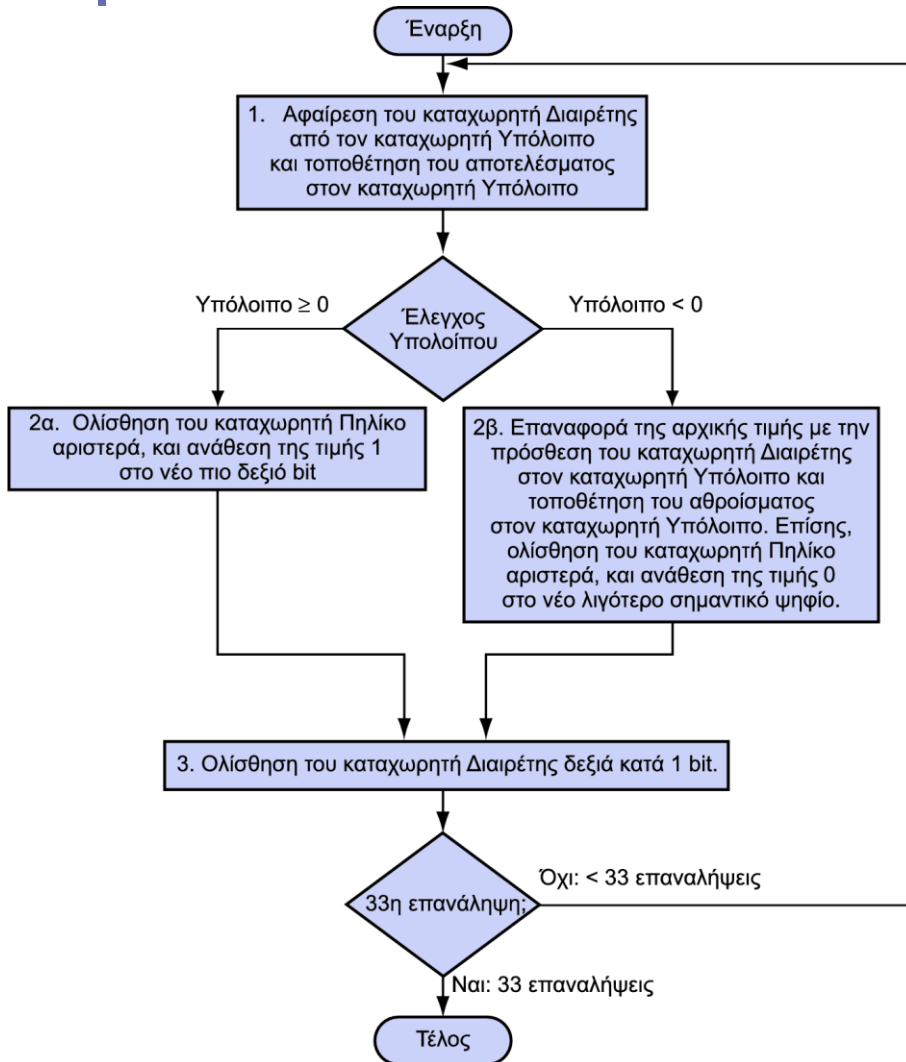 Έναρξη
1. Αφαίρεση του καταχωρητή Διαιρέτης
από τον καταχωρητή Υπόλοιπο
και τοποθέτηση του αποτελέσματος
στον καταχωρητή Υπόλοιπο
Υπόλοιπο ≥ 0
Υπόλοιπο < 0
Έλεγχος
Υπολοίπου
2α. Ολίσθηση του καταχωρητή Πηλίκο
αριστερά, και ανάθεση της τιμής 1
στο νέο πιο δεξιό bit
2β. Επαναφορά της αρχικής τιμής με την
πρόσθεση του καταχωρητή Διαιρέτης
στον καταχωρητή Υπόλοιπο και
τοποθέτηση του αθροίσματος
στον καταχωρητή Υπόλοιπο. Επίσης,
ολίσθηση του καταχωρητή Πηλίκο
αριστερά, και ανάθεση της τιμής 0
στο νέο λιγότερο σημαντικό ψηφίο.
3. Ολίσθηση του καταχωρητή Διαιρέτης δεξιά κατά 1 bit.
33η επανάληψη;
Όχι: < 33 επαναλήψεις
Ναι: 33 επαναλήψεις
Τέλος